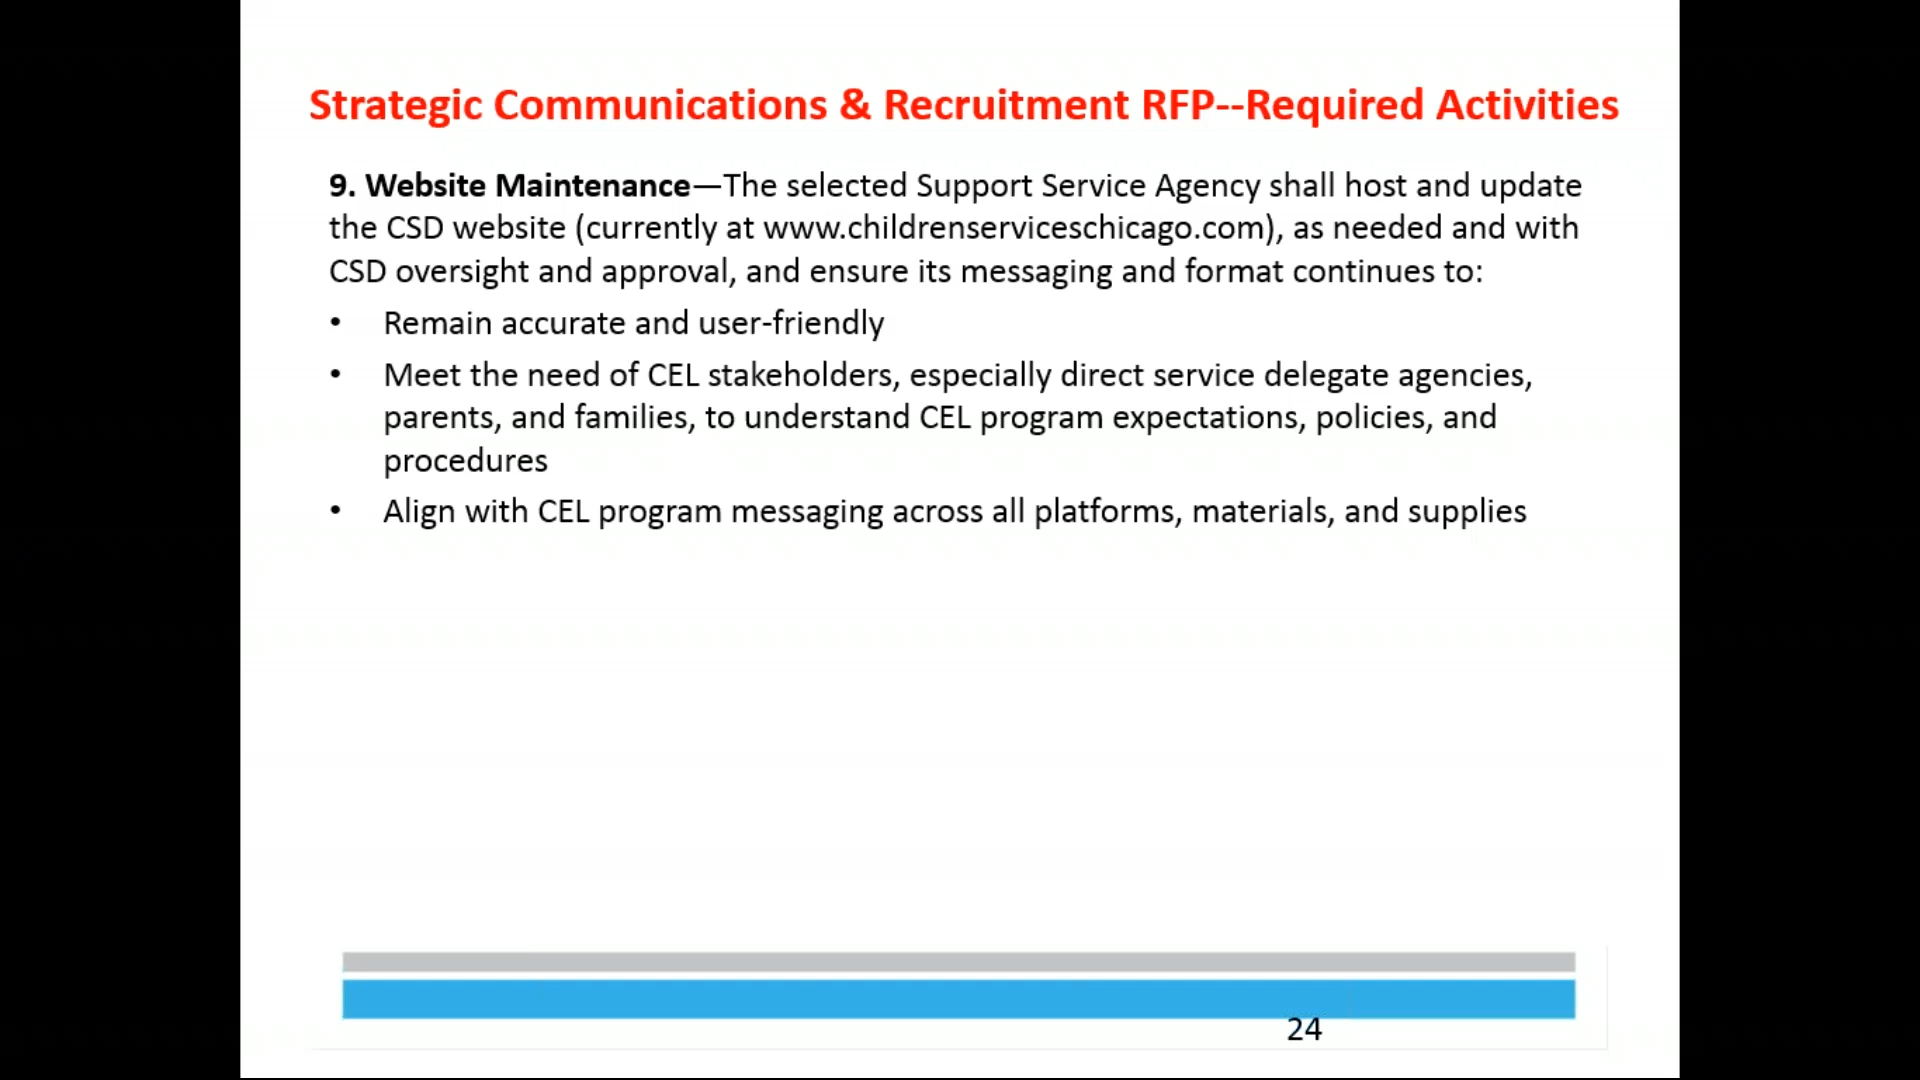 Strategic Communications & Recruitment RFP--Required Activities
9. Website Maintenance—The selected Support Service Agency shall host and update
the CSD website (currently at www.childrenserviceschicago.com), as needed and with
CSD oversight and approval, and ensure its messaging and format continues to:
• Remain accurate and user-friendly
• Meet the need of CEL stakeholders, especially direct service delegate agencies,
parents, and families, to understand CEL program expectations, policies, and
procedures
• Align with CEL program messaging across all platforms, materials, and supplies
24